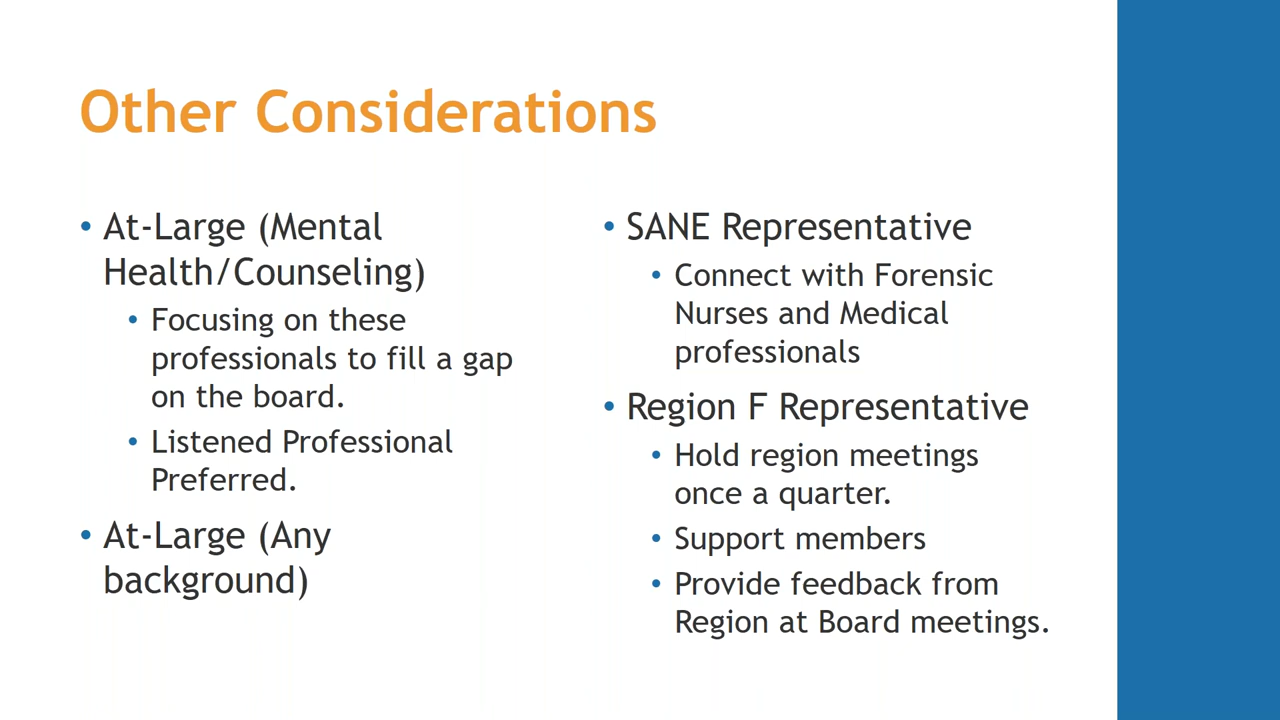 Other Considerations
• At-Large (Mental
Health/Counseling)
• Focusing on these
professionals to fill a gap
on the board.
• Listened Professional
Preferred.
• At-Large (Any
background)
• SANE Representative
• Connect with Forensic
Nurses and Medical
professionals
• Region F Representative
• Hold region meetings
once a quarter.
• Support members
• Provide feedback from
Region at Board meetings.